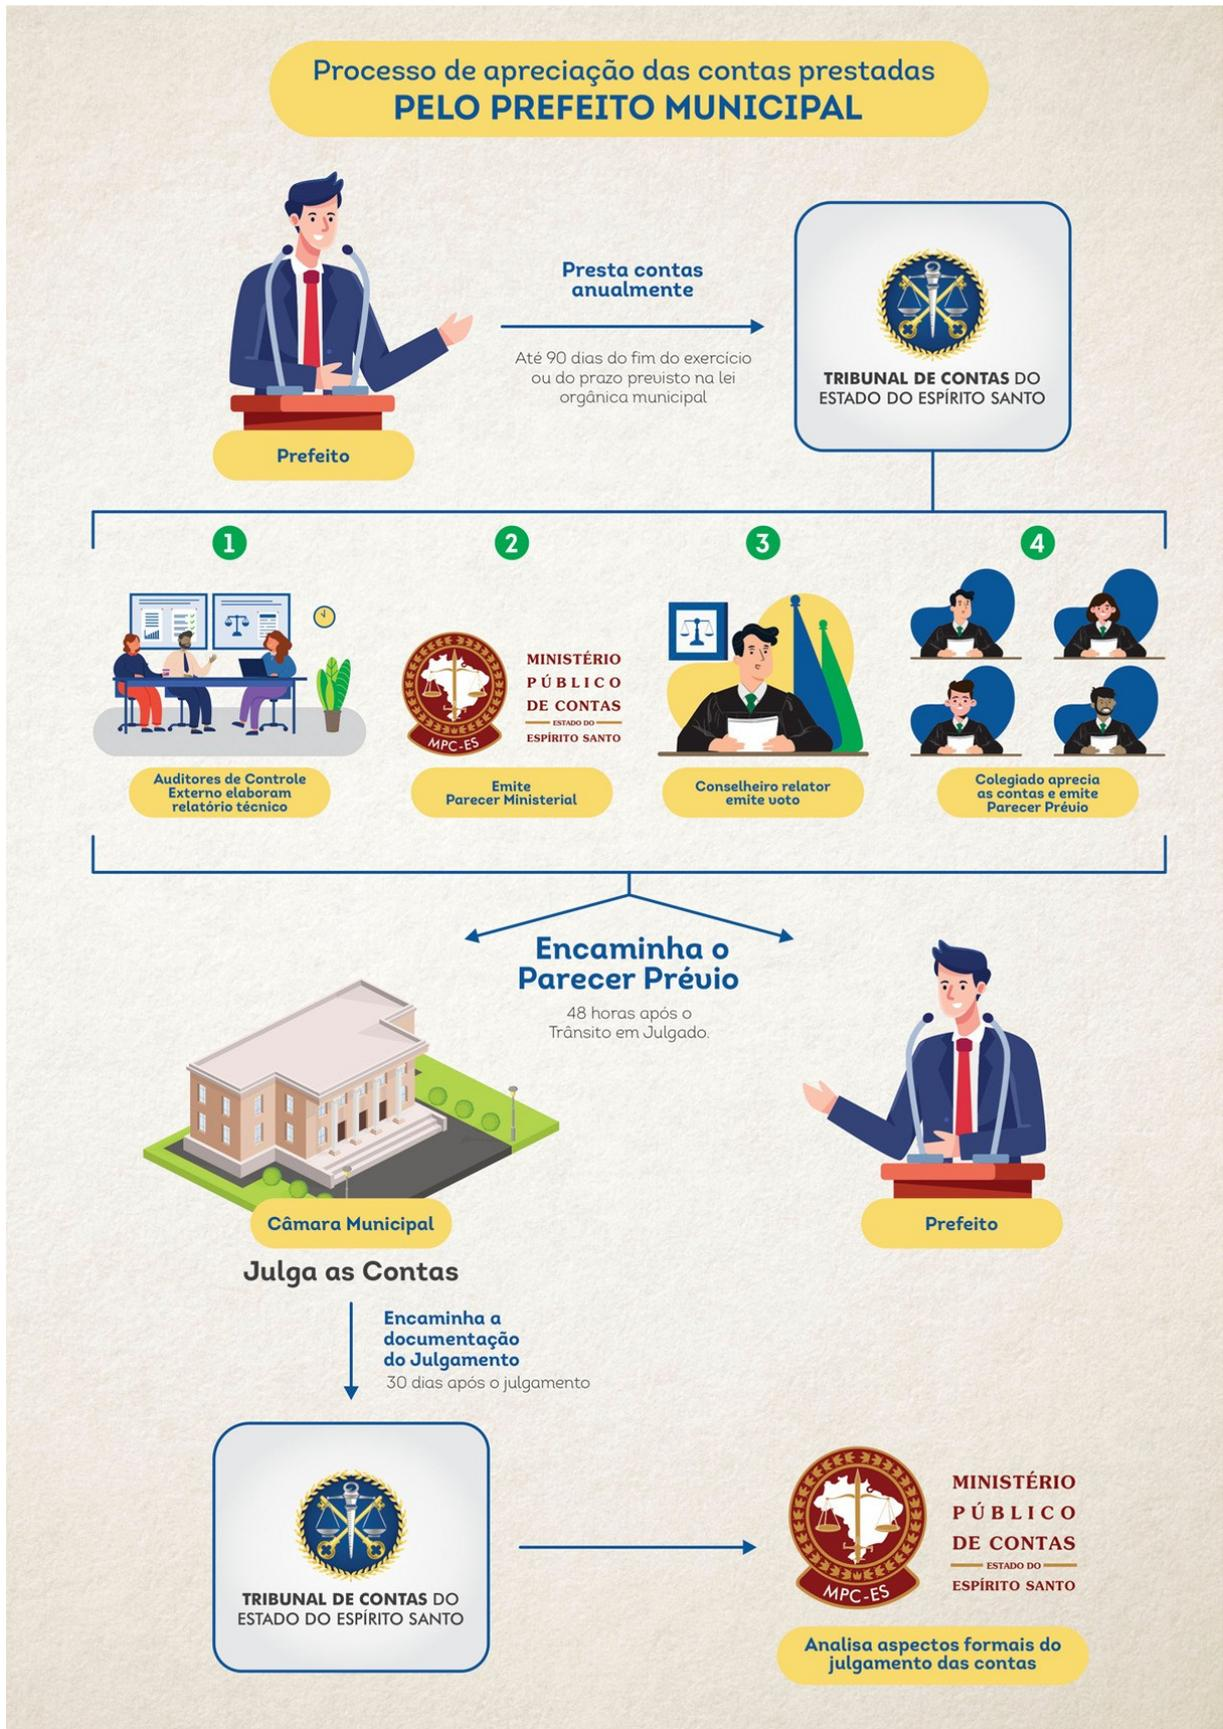 Processo de apreciação das contas prestadas
PELO PREFEITO MUNICIPAL
Presta contas
anualmente
Até 90 dias do fim do exercício
ou do prazo previsto na lei
orgânica municipal
TRIBUNAL DE CONTAS DO
ESTADO DO ESPÍRITO SANTO
Prefeito
1
2
3
4
MINISTÉRIO
PÚBLICO
DE CONTAS
ESTADO DO
ESPÍRITO SANTO
MPC-ES
Auditores de Controle
Externo elaboram
relatório técnico
Emite
Parecer Ministerial
Conselheiro relator
emite voto
Colegiado aprecia
as contas e emite
Parecer Prévio
Encaminha o
Parecer Prévio
48 horas após o
Trânsito em Julgado.
Câmara Municipal
Prefeito
Julga as Contas
Encaminha a
documentação
do Julgamento
30 dias após o julgamento
TRIBUNAL DE CONTAS DO
ESTADO DO ESPÍRITO SANTO
MINISTÉRIO
PÚBLICO
DE CONTAS
ESTADO DO
ESPÍRITO SANTO
MPC-ES
Analisa aspectos formais do
julgamento das contas